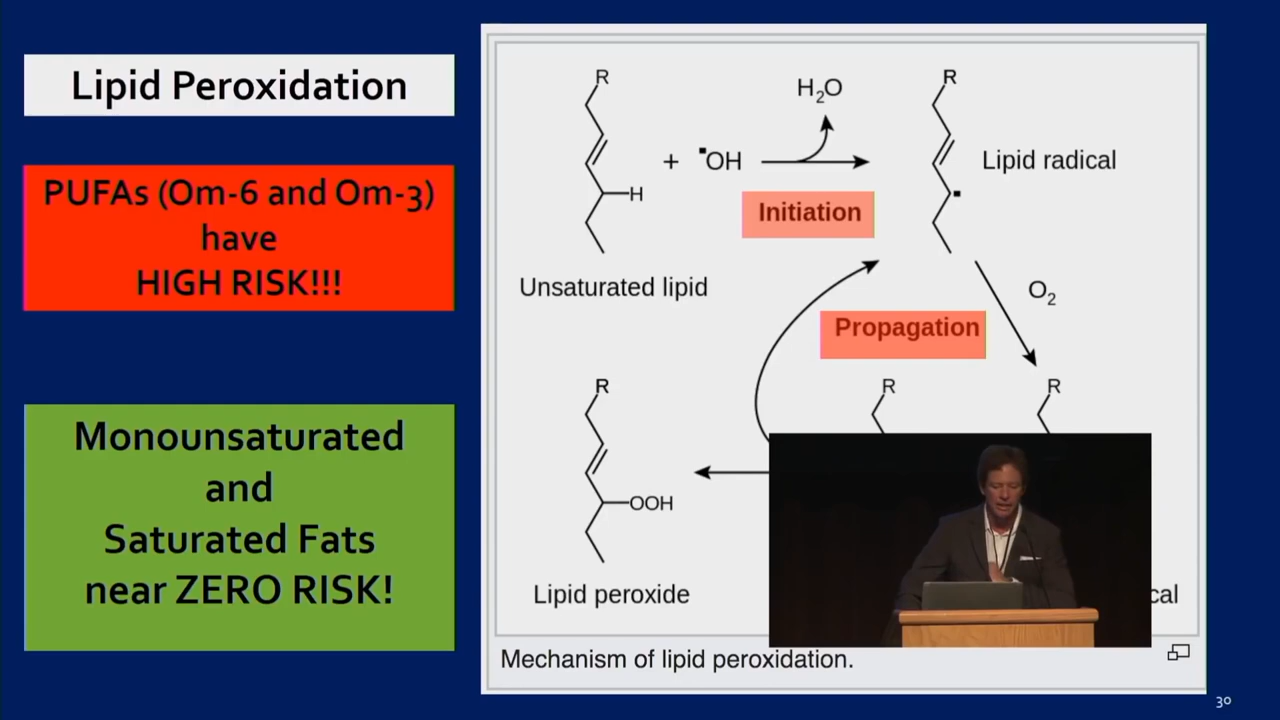 Lipid Peroxidation
PUFAs (Om-6 and Om-3)
have
HIGH RISK!!!
Monounsaturated
and
Saturated Fats
near ZERO RISK!
R
H2O
R
+ ▪OH
Lipid radical
H
▪
Initiation
Unsaturated lipid
O2
Propagation
R
R
R
OOH
Lipid peroxide
cal
Mechanism of lipid peroxidation.
30